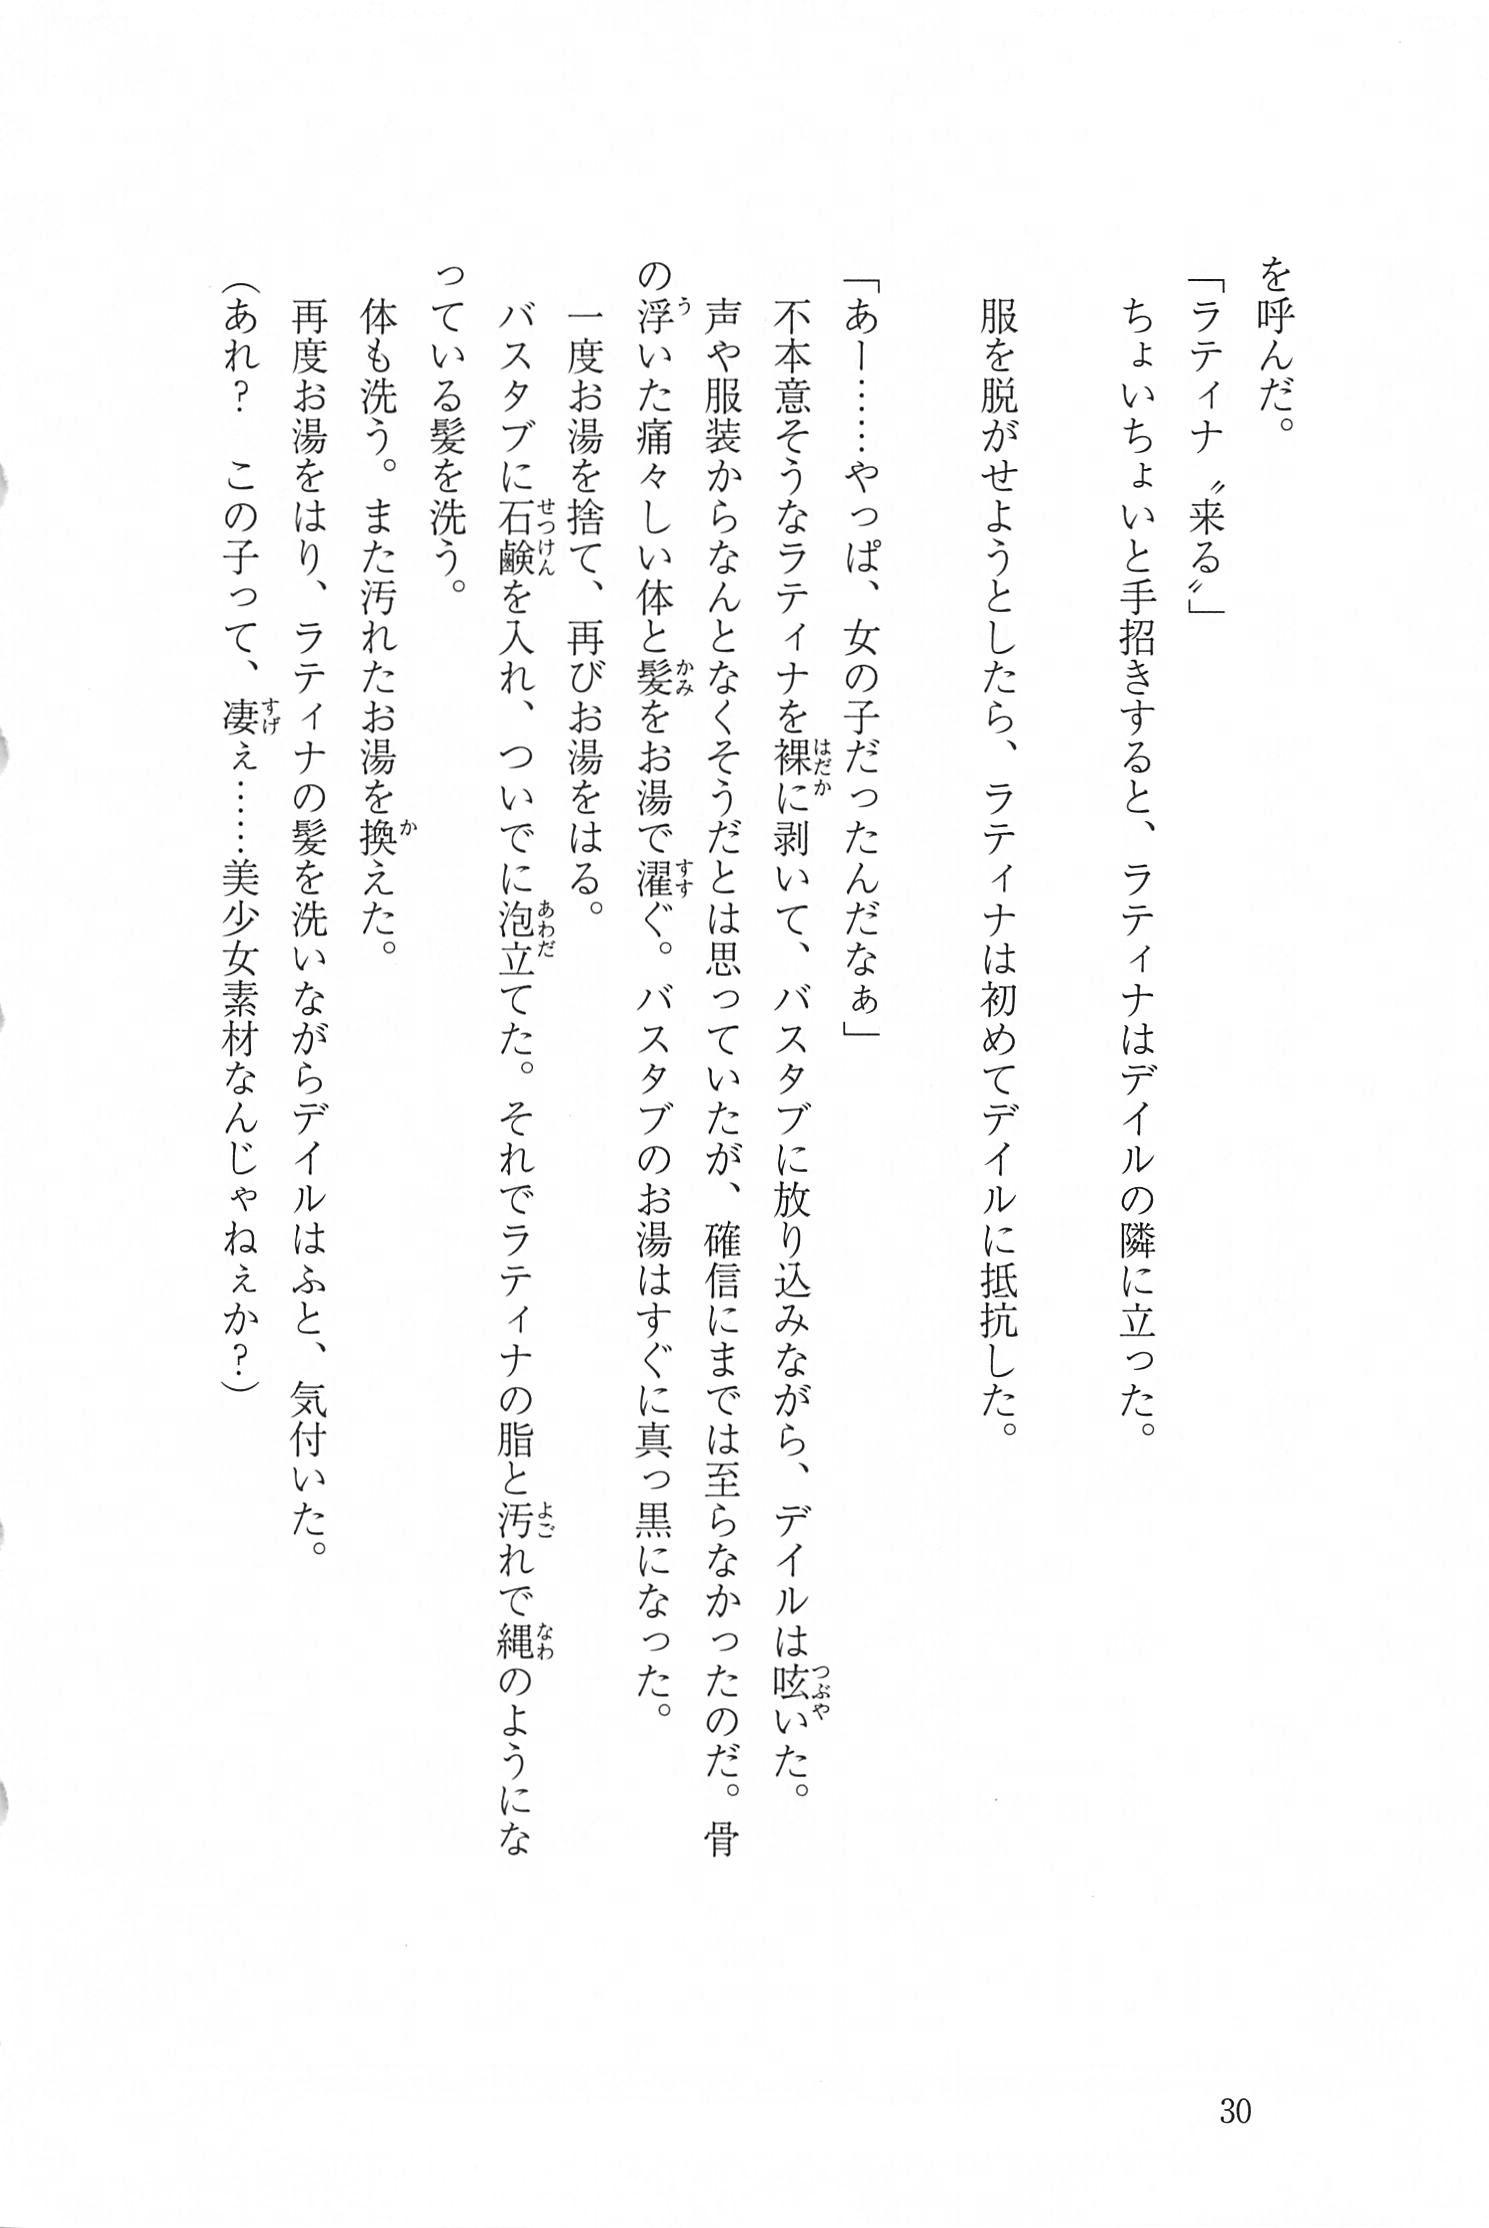 を呼んだ。
「ラティナ〝来る〟」
ちょいちょいと手招きすると、ラティナはデイルの隣に立った。
服を脱がせようとしたら、ラティナは初めてデイルに抵抗した。
「あー……やっぱ、女の子だったんだなぁ」
不本意そうなラティナを裸に剥いて、バスタブに放り込みながら、デイルは呟いた。
声や服装からなんとなくそうだとは思っていたが、確信にまでは至らなかったのだ。骨
の浮いた痛々しい体と髪をお湯で濯ぐ。バスタブのお湯はすぐに真っ黒になった。
一度お湯を捨て、再びお湯をはる。
バスタブに石鹸を入れ、ついでに泡立てた。それでラティナの脂と汚れで縄のようにな
っている髪を洗う。
体も洗う。また汚れたお湯を換えた。
再度お湯をはり、ラティナの髪を洗いながらデイルはふと、気付いた。
（あれ？　この子って、凄ぇ……美少女素材なんじゃねぇか？）
30